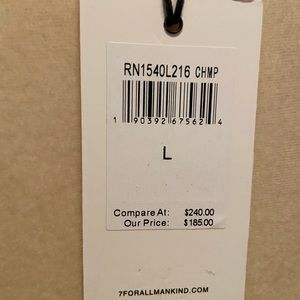 RN1540L216 CHMP
1 90392 67562 4
L
Compare At: $240.00
Our Price: $185.00
7FORALLMANKIND.COM